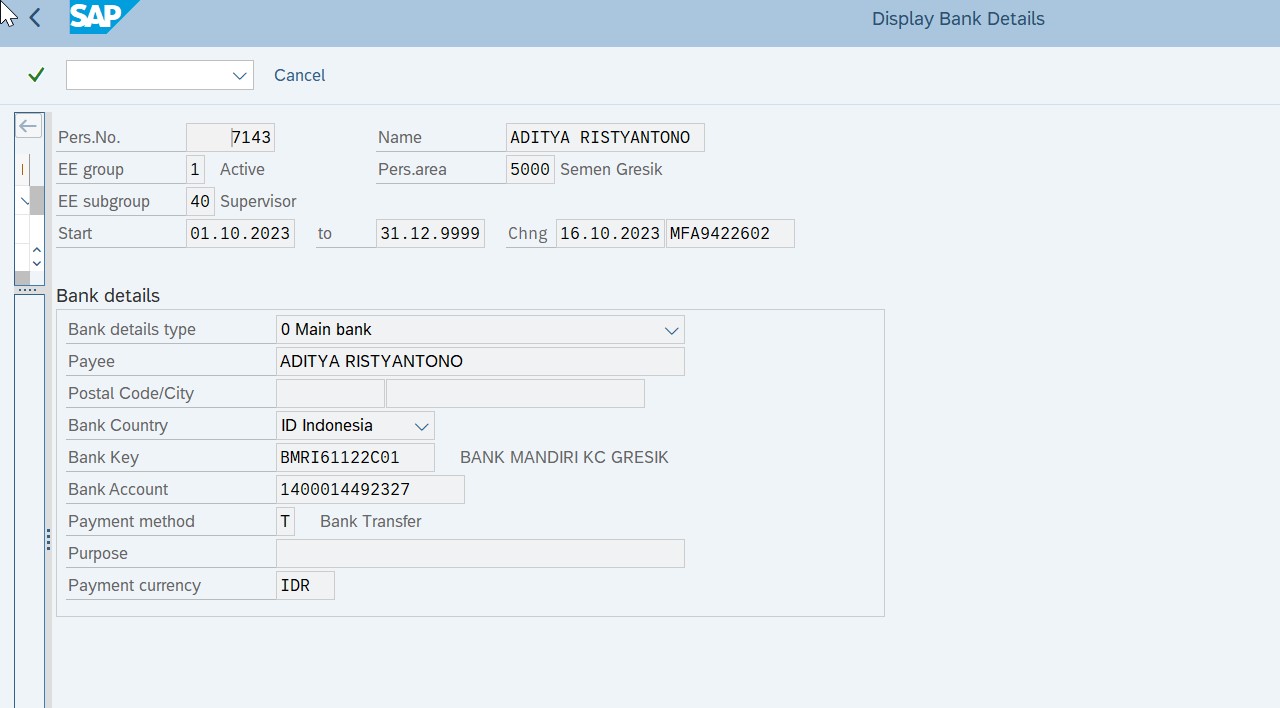 SAP
Display Bank Details
Cancel
Pers.No. 7143 Name ADITYA RISTYANTONO
EE group 1 Active Pers.area 5000 Semen Gresik
EE subgroup 40 Supervisor
Start 01.10.2023 to 31.12.9999 Chng 16.10.2023 MFA9422602
Bank details
Bank details type 0 Main bank
Payee ADITYA RISTYANTONO
Postal Code/City
Bank Country ID Indonesia
Bank Key BMRI61122C01 BANK MANDIRI KC GRESIK
Bank Account 1400014492327
Payment method T Bank Transfer
Purpose
Payment currency IDR